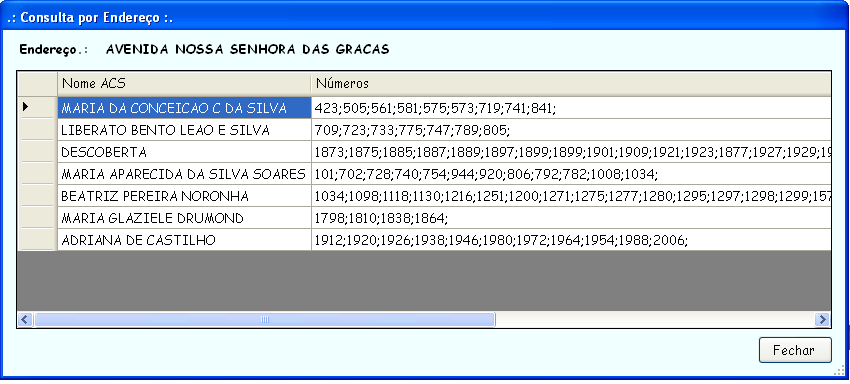 .: Consulta por Endereço :.
Endereço.: AVENIDA NOSSA SENHORA DAS GRACAS
Nome ACS Números
MARIA DA CONCEICAO C DA SILVA 423;505;561;581;575;573;719;741;841;
LIBERATO BENTO LEAO E SILVA 709;723;733;775;747;789;805;
DESCOBERTA 1873;1875;1885;1887;1889;1897;1899;1899;1901;1909;1921;1923;1877;1927;1929;
MARIA APARECIDA DA SILVA SOARES 101;702;728;740;754;944;920;806;792;782;1008;1034;
BEATRIZ PEREIRA NORONHA 1034;1098;1118;1130;1216;1251;1200;1271;1275;1277;1280;1295;1297;1298;1299;
MARIA GLAZIELE DRUMOND 1798;1810;1838;1864;
ADRIANA DE CASTILHO 1912;1920;1926;1938;1946;1980;1972;1964;1954;1988;2006;
Fechar